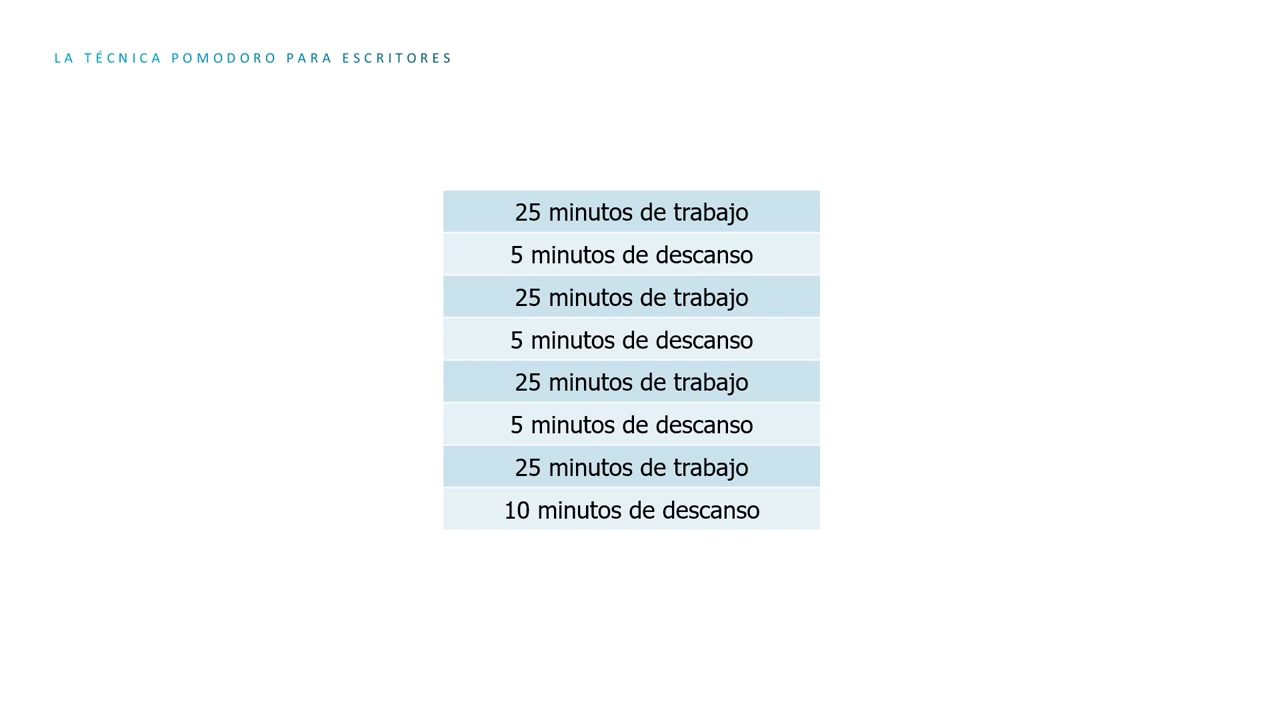 LA TÉCNICA POMODORO PARA ESCRITORES
25 minutos de trabajo
5 minutos de descanso
25 minutos de trabajo
5 minutos de descanso
25 minutos de trabajo
5 minutos de descanso
25 minutos de trabajo
10 minutos de descanso